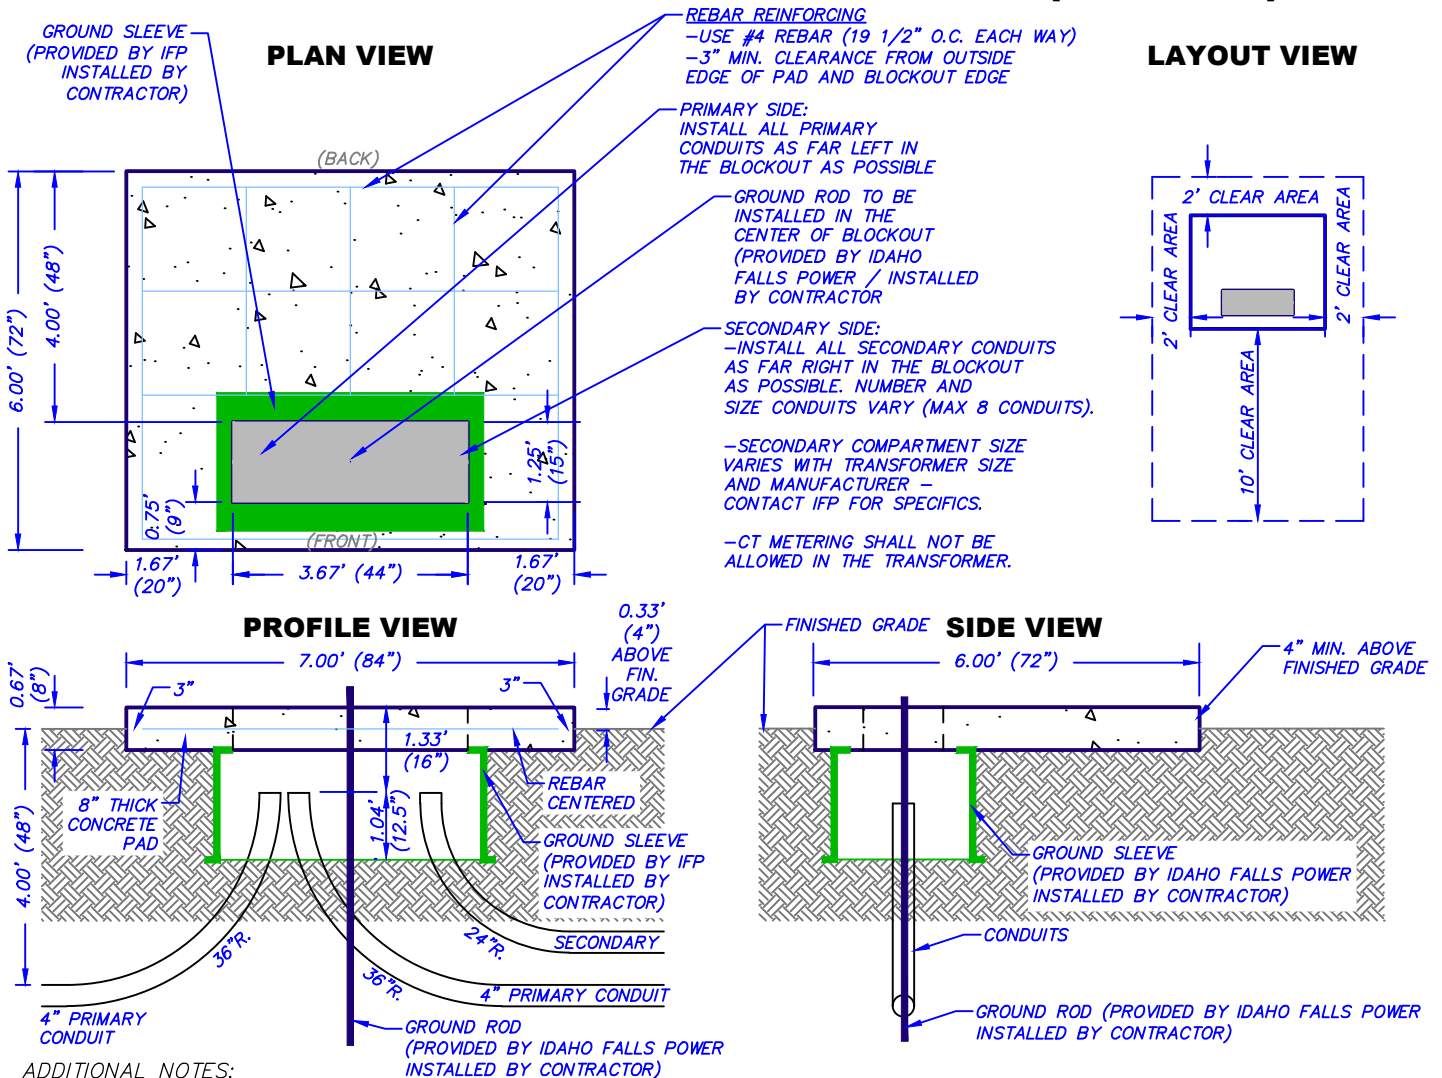 GROUND SLEEVE
(PROVIDED BY IFP
INSTALLED BY
CONTRACTOR)
PLAN VIEW
REBAR REINFORCING
-USE #4 REBAR (19 1/2" O.C. EACH WAY)
-3" MIN. CLEARANCE FROM OUTSIDE
EDGE OF PAD AND BLOCKOUT EDGE
LAYOUT VIEW
PRIMARY SIDE:
INSTALL ALL PRIMARY
CONDUITS AS FAR LEFT IN
THE BLOCKOUT AS POSSIBLE
(BACK)
GROUND ROD TO BE
INSTALLED IN THE
CENTER OF BLOCKOUT
(PROVIDED BY IDAHO
FALLS POWER / INSTALLED
BY CONTRACTOR
SECONDARY SIDE:
-INSTALL ALL SECONDARY CONDUITS
AS FAR RIGHT IN THE BLOCKOUT
AS POSSIBLE. NUMBER AND
SIZE CONDUITS VARY (MAX 8 CONDUITS).
-SECONDARY COMPARTMENT SIZE
VARIES WITH TRANSFORMER SIZE
AND MANUFACTURER -
CONTACT IFP FOR SPECIFICS.
-CT METERING SHALL NOT BE
ALLOWED IN THE TRANSFORMER.
6.00' (72")
4.00' (48")
0.75'
(9")
1.25'
(15")
(FRONT)
1.67'
(20")
3.67' (44")
1.67'
(20")
2' CLEAR AREA
2' CLEAR AREA
2' CLEAR AREA
10' CLEAR AREA
PROFILE VIEW
7.00' (84")
0.67'
(8")
3"
3"
0.33'
(4")
ABOVE
FIN.
GRADE
FINISHED GRADE
4.00' (48")
8" THICK
CONCRETE
PAD
1.33'
(16")
1.04'
(12.5")
REBAR
CENTERED
GROUND SLEEVE
(PROVIDED BY IFP
INSTALLED BY
CONTRACTOR)
36"R.
36"R.
24"R.
SECONDARY
4" PRIMARY CONDUIT
4" PRIMARY
CONDUIT
GROUND ROD
(PROVIDED BY IDAHO FALLS POWER
INSTALLED BY CONTRACTOR)
SIDE VIEW
6.00' (72")
4" MIN. ABOVE
FINISHED GRADE
GROUND SLEEVE
(PROVIDED BY IDAHO FALLS POWER
INSTALLED BY CONTRACTOR)
CONDUITS
GROUND ROD (PROVIDED BY IDAHO FALLS POWER
INSTALLED BY CONTRACTOR)
ADDITIONAL NOTES: